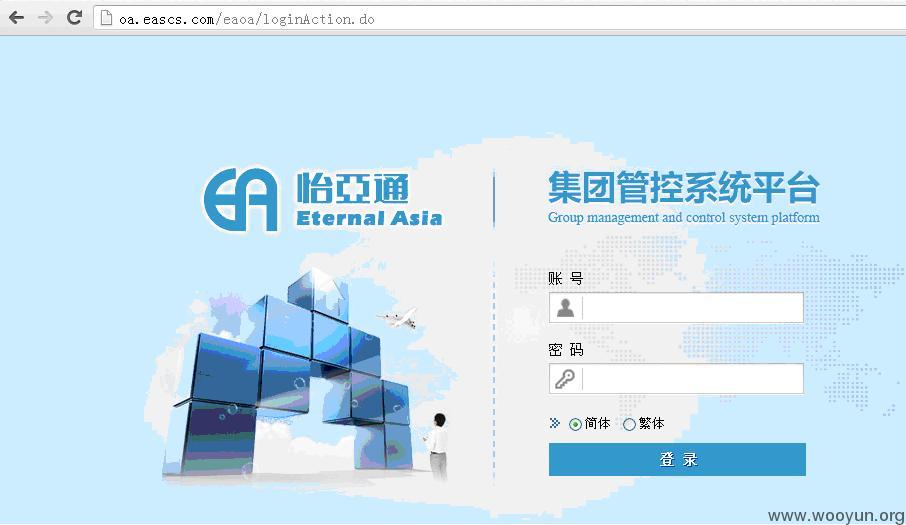 oa.eascs.com/eaoa/loginAction.do
EA 怡亞通
Eternal Asia
集团管控系统平台
Group management and control system platform
账 号
密 码
简体 繁体
登 录
www.wooyun.org